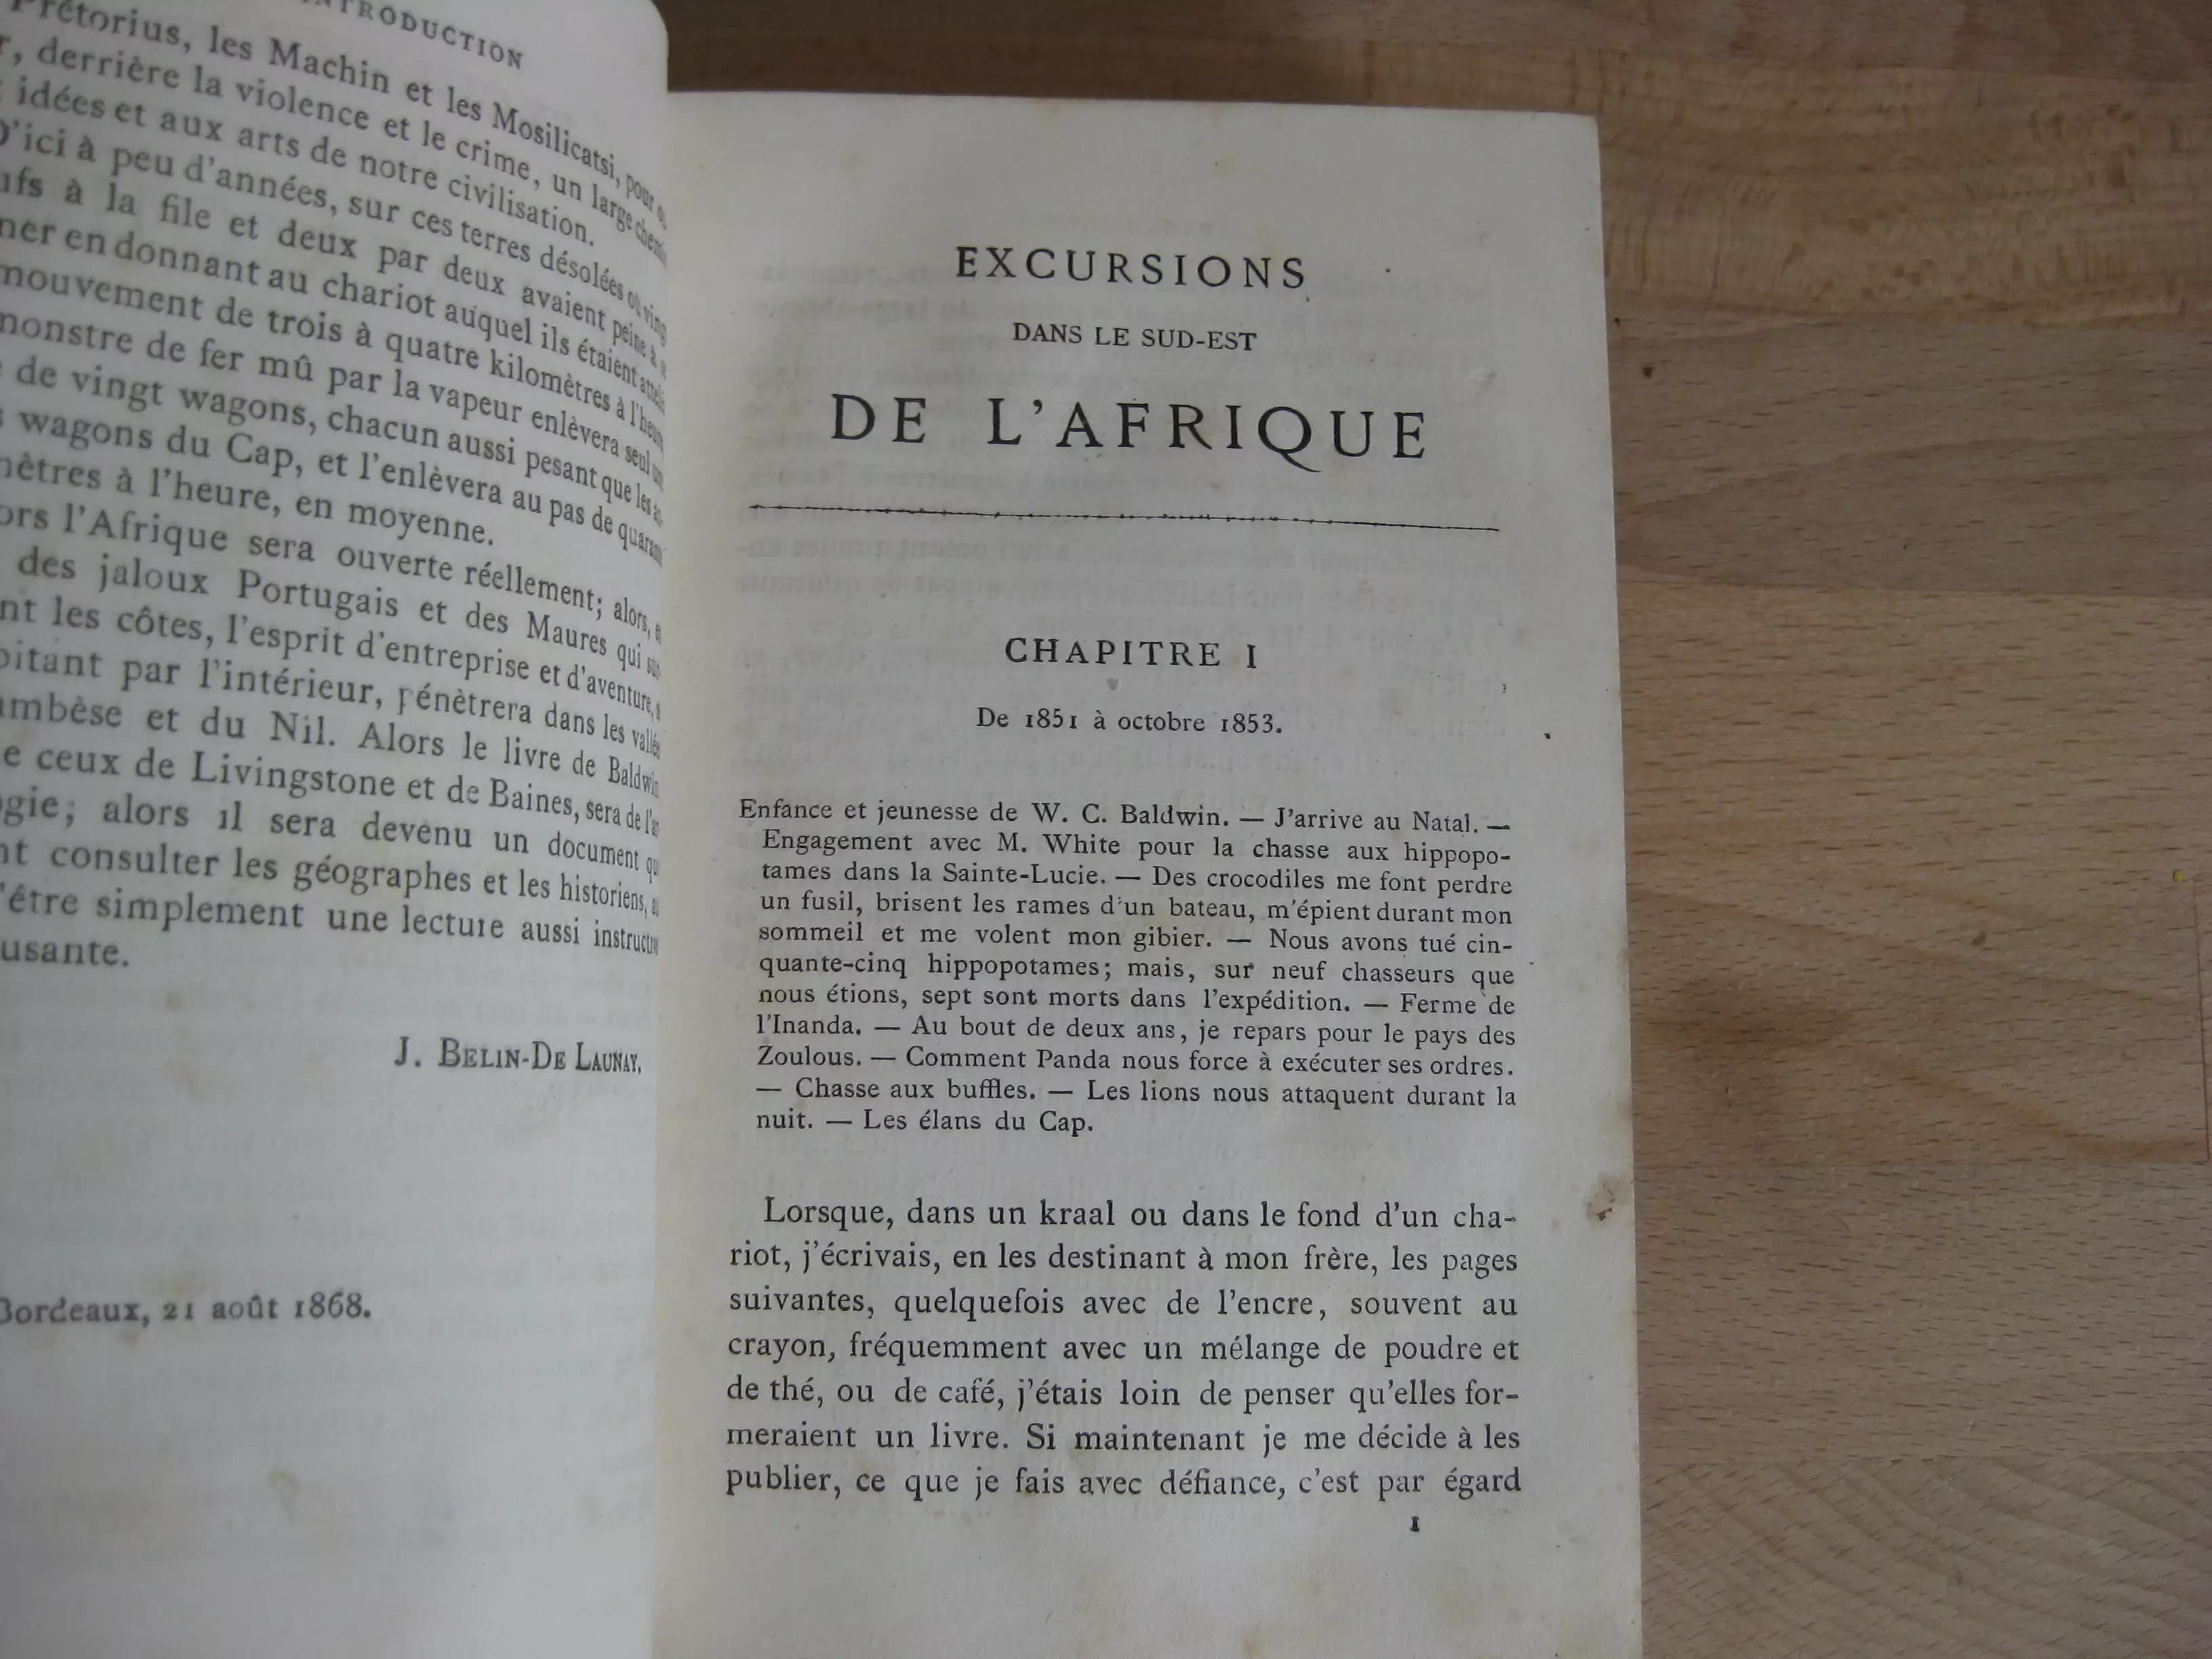 INTRODUCTION
Prétorius, les Machin et les Mosilicatsi, pour
derrière la violence et le crime, un large
idées et aux arts de notre civilisation.
D'ici à peu d'années, sur ces terres désolées où
à la file et deux par deux avaient peine à
en donnant au chariot auquel ils étaient
mouvement de trois à quatre kilomètres à
monstre de fer mû par la vapeur enlèvera seul
de vingt wagons, chacun aussi pesant que les
wagons du Cap, et l'enlèvera au pas de
à l'heure, en moyenne.
l'Afrique sera ouverte réellement; alors,
des jaloux Portugais et des Maures qui
les côtes, l'esprit d'entreprise et d'aventure,
par l'intérieur, pénètrera dans les
et du Nil. Alors le livre de Baldwin
ceux de Livingstone et de Baines, sera de
alors il sera devenu un document
consulter les géographes et les historiens,
être simplement une lecture aussi
J. BELIN-DE LAUNAY.
Bordeaux, 21 août 1868.
EXCURSIONS
DANS LE SUD-EST
DE L'AFRIQUE
CHAPITRE I
De 1851 à octobre 1853.
Enfance et jeunesse de W. C. Baldwin. — J'arrive au Natal. —
Engagement avec M. White pour la chasse aux hippopo-
tames dans la Sainte-Lucie. — Des crocodiles me font perdre
un fusil, brisent les rames d'un bateau, m'épient durant mon
sommeil et me volent mon gibier. — Nous avons tué cin-
quante-cinq hippopotames; mais, sur neuf chasseurs que
nous étions, sept sont morts dans l'expédition. — Ferme de
l'Inanda. — Au bout de deux ans, je repars pour le pays des
Zoulous. — Comment Panda nous force à exécuter ses ordres.
— Chasse aux buffles. — Les lions nous attaquent durant la
nuit. — Les élans du Cap.
Lorsque, dans un kraal ou dans le fond d'un cha-
riot, j'écrivais, en les destinant à mon frère, les pages
suivantes, quelquefois avec de l'encre, souvent au
crayon, fréquemment avec un mélange de poudre et
de thé, ou de café, j'étais loin de penser qu'elles for-
meraient un livre. Si maintenant je me décide à les
publier, ce que je fais avec défiance, c'est par égard
1